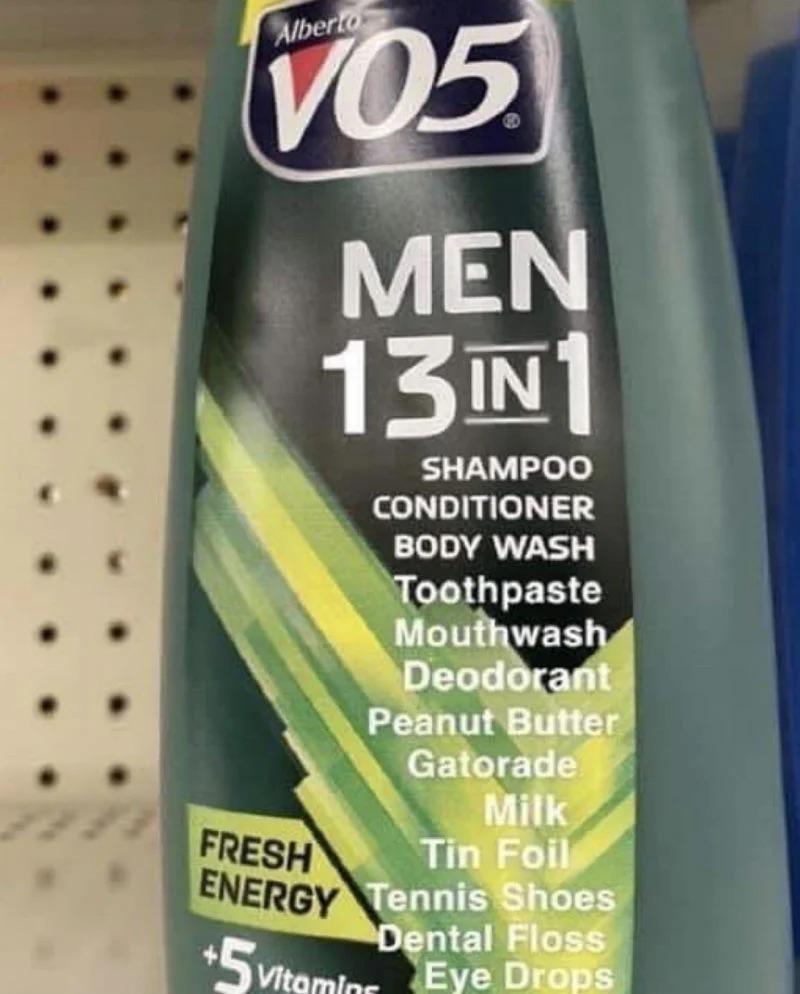 Alberto
VO5®
MEN
13 IN 1
SHAMPOO
CONDITIONER
BODY WASH
Toothpaste
Mouthwash
Deodorant
Peanut Butter
Gatorade
Milk
Tin Foil
Tennis Shoes
Dental Floss
Eye Drops
FRESH
ENERGY
+5 Vitamins